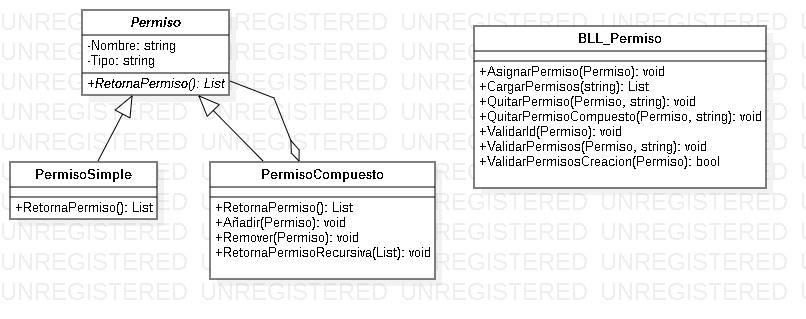 Permiso
-Nombre: string
-Tipo: string
+RetornaPermiso(): List
PermisoSimple
+RetornaPermiso(): List
PermisoCompuesto
+RetornaPermiso(): List
+Añadir(Permiso): void
+Remover(Permiso): void
+RetornaPermisoRecursiva(List): void
BLL_Permiso
+AsignarPermiso(Permiso): void
+CargarPermisos(string): List
+QuitarPermiso(Permiso, string): void
+QuitarPermisoCompuesto(Permiso, string): void
+ValidarId(Permiso): void
+ValidarPermisos(Permiso, string): void
+ValidarPermisosCreacion(Permiso): bool
UNREGISTERED